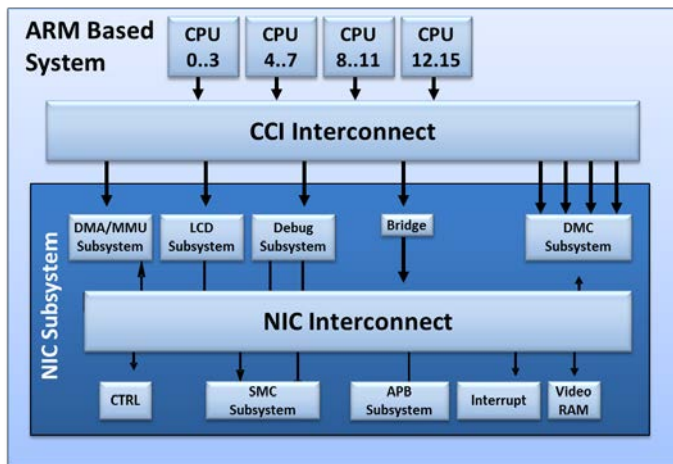 ARM Based
System
CPU
0..3
CPU
4..7
CPU
8..11
CPU
12.15
CCI Interconnect
NIC Subsystem
DMA/MMU
Subsystem
LCD
Subsystem
Debug
Subsystem
Bridge
DMC
Subsystem
NIC Interconnect
CTRL
SMC
Subsystem
APB
Subsystem
Interrupt
Video
RAM